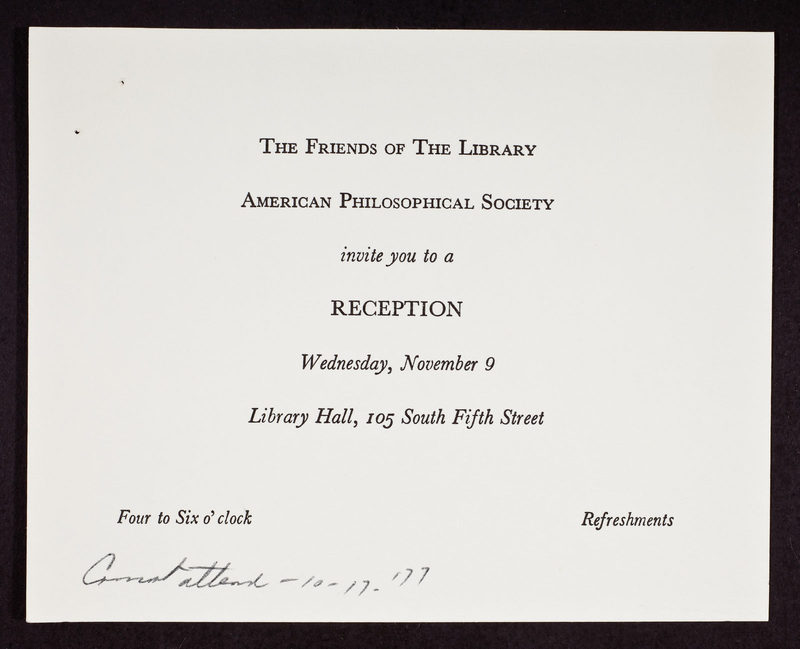 The Friends of The Library
American Philosophical Society
invite you to a
RECEPTION
Wednesday, November 9
Library Hall, 105 South Fifth Street
Four to Six o'clock
Refreshments
Cannot attend - 10-17-'77